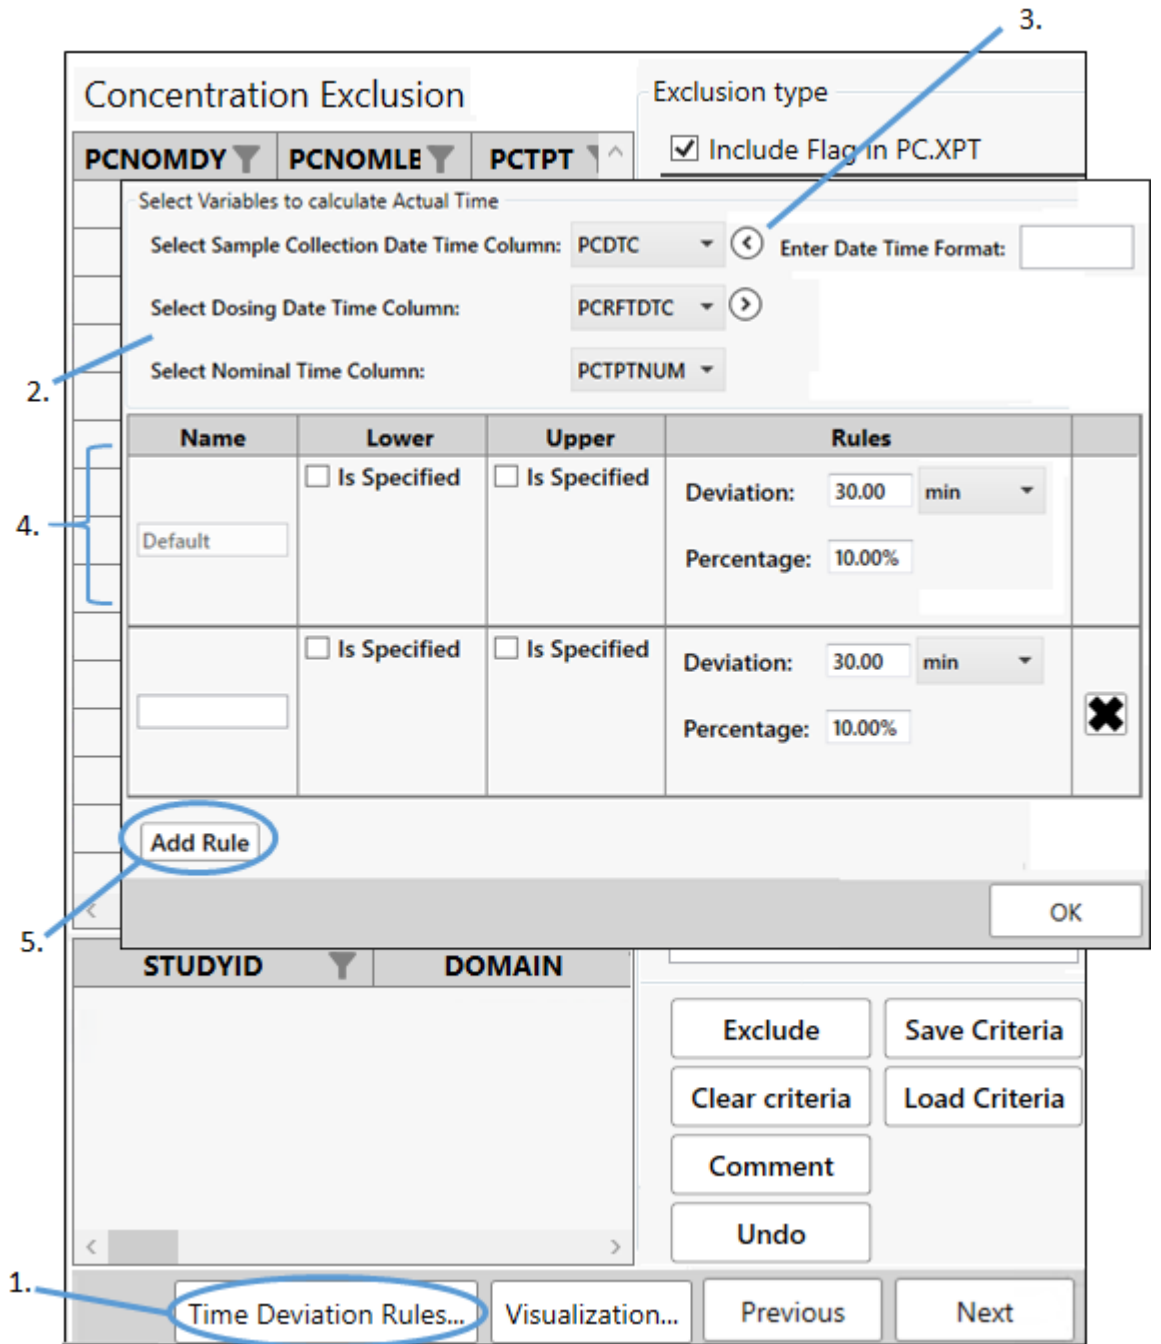 3.
Concentration Exclusion
Exclusion type
PCNOMDY PCNOMLE PCTPT
Include Flag in PC.XPT
Select Variables to calculate Actual Time
Select Sample Collection Date Time Column: PCDTC Enter Date Time Format:
Select Dosing Date Time Column: PCRFTDTC
Select Nominal Time Column: PCTPTNUM
2.
Name Lower Upper Rules
Is Specified Is Specified
Deviation: 30.00 min
4.
Default
Percentage: 10.00%
Is Specified Is Specified
Deviation: 30.00 min
Percentage: 10.00%
Add Rule
OK
5.
STUDYID DOMAIN
Exclude Save Criteria
Clear criteria Load Criteria
Comment
Undo
1.
Time Deviation Rules... Visualization... Previous Next